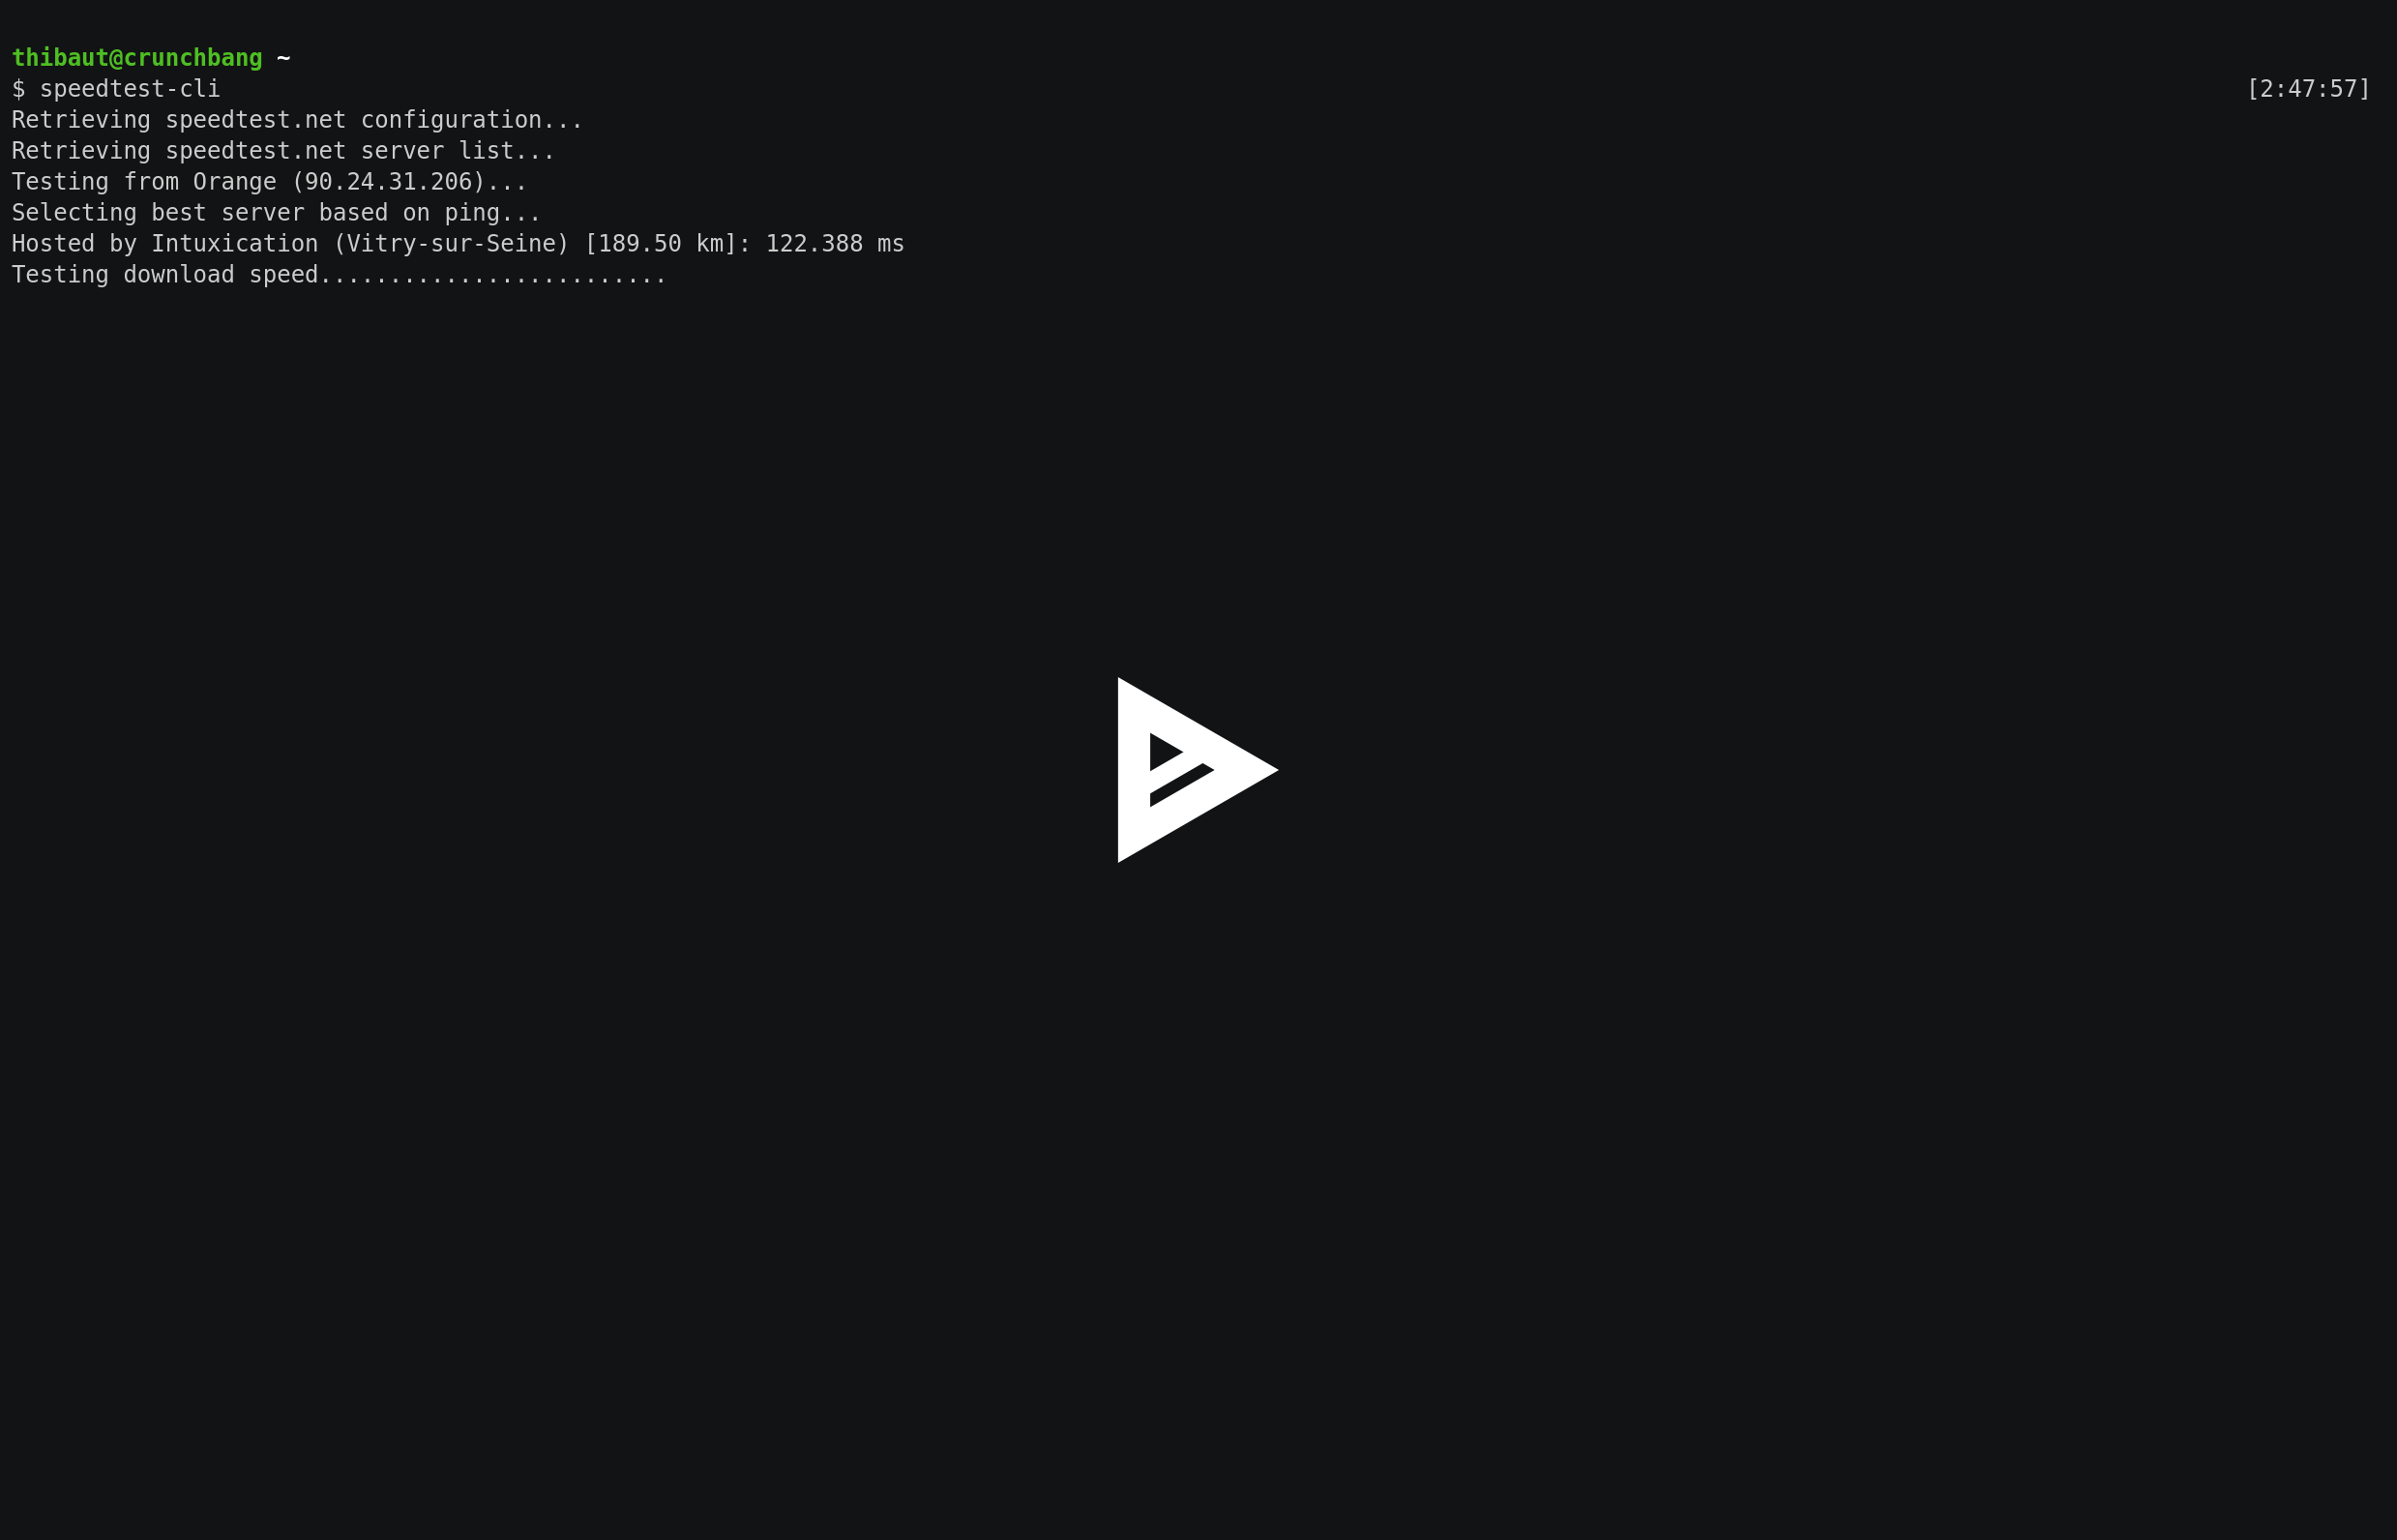 thibaut@crunchbang ~
$ speedtest-cli [2:47:57]
Retrieving speedtest.net configuration...
Retrieving speedtest.net server list...
Testing from Orange (90.24.31.206)...
Selecting best server based on ping...
Hosted by Intuxication (Vitry-sur-Seine) [189.50 km]: 122.388 ms
Testing download speed.........................